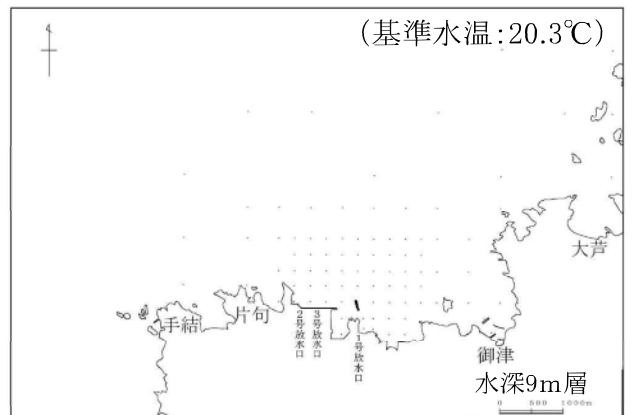 (基準水温:20.3℃)
大芦
手結
片句
2号放水口
3号放水口
1号放水口
御津
水深9m層
0 500 1000m